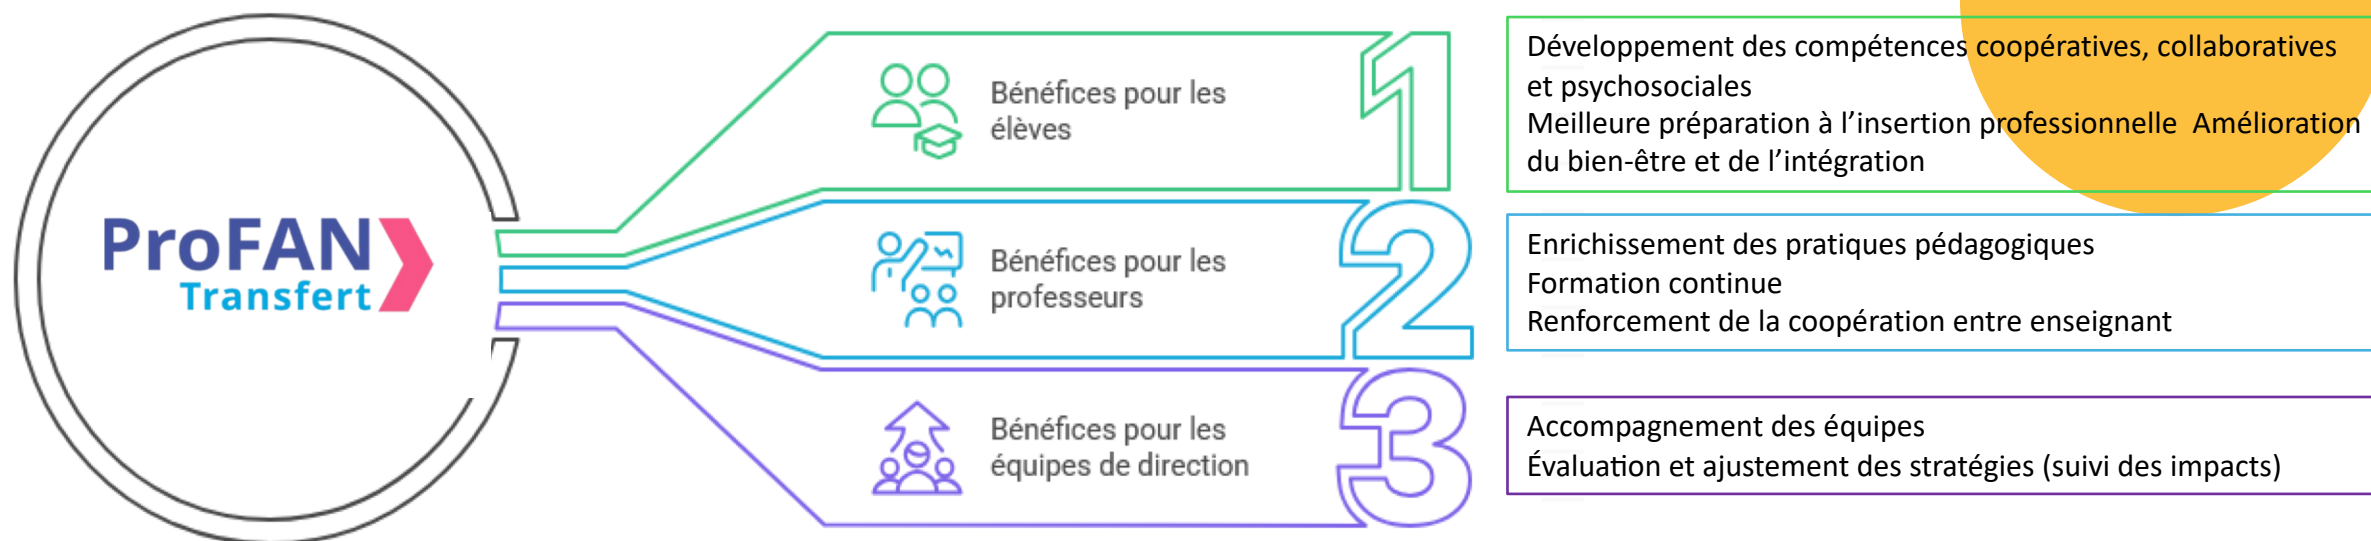 ProFAN
Transfert
Bénéfices pour les
élèves
1
Développement des compétences coopératives, collaboratives
et psychosociales
Meilleure préparation à l’insertion professionnelle  Amélioration
du bien-être et de l’intégration
Bénéfices pour les
professeurs
2
Enrichissement des pratiques pédagogiques
Formation continue
Renforcement de la coopération entre enseignant
Bénéfices pour les
équipes de direction
3
Accompagnement des équipes
Évaluation et ajustement des stratégies (suivi des impacts)